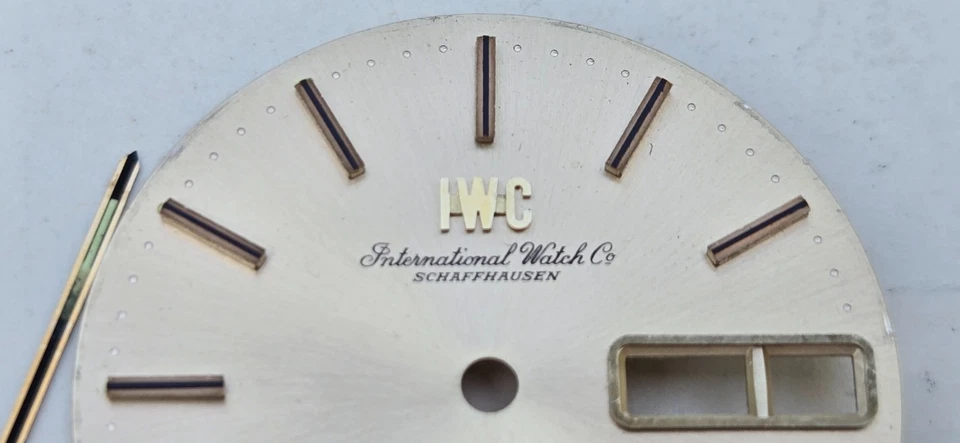 IWC
International Watch Co
SCHAFFHAUSEN